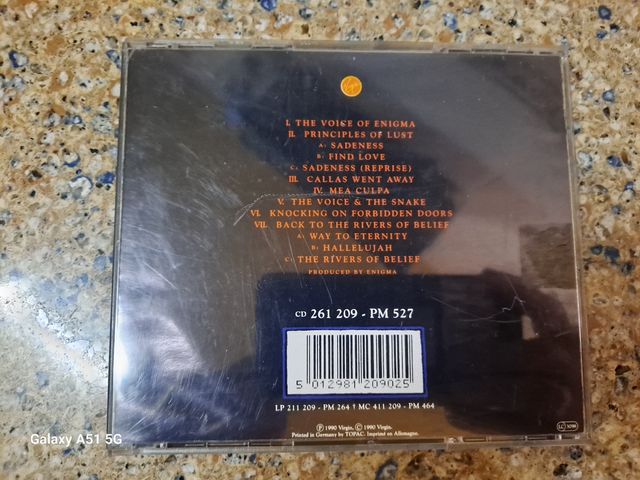 Virgin
I. THE VOICE OF ENIGMA
II. PRINCIPLES OF LUST
A: SADENESS
B: FIND LOVE
C: SADENESS (REPRISE)
III. CALLAS WENT AWAY
IV. MEA CULPA
V. THE VOICE & THE SNAKE
VI. KNOCKING ON FORBIDDEN DOORS
VII. BACK TO THE RIVERS OF BELIEF
A: WAY TO ETERNITY
B: HALLELUJAH
C: THE RIVERS OF BELIEF
PRODUCED BY ENIGMA
CD 261 209 - PM 527
5 012981 209025
LP 211 209 - PM 264 † MC 411 209 - PM 464
℗ 1990 Virgin. © 1990 Virgin.
Printed in Germany by TOPAC. Imprimé en Allemagne.
LC 3098
Galaxy A51 5G